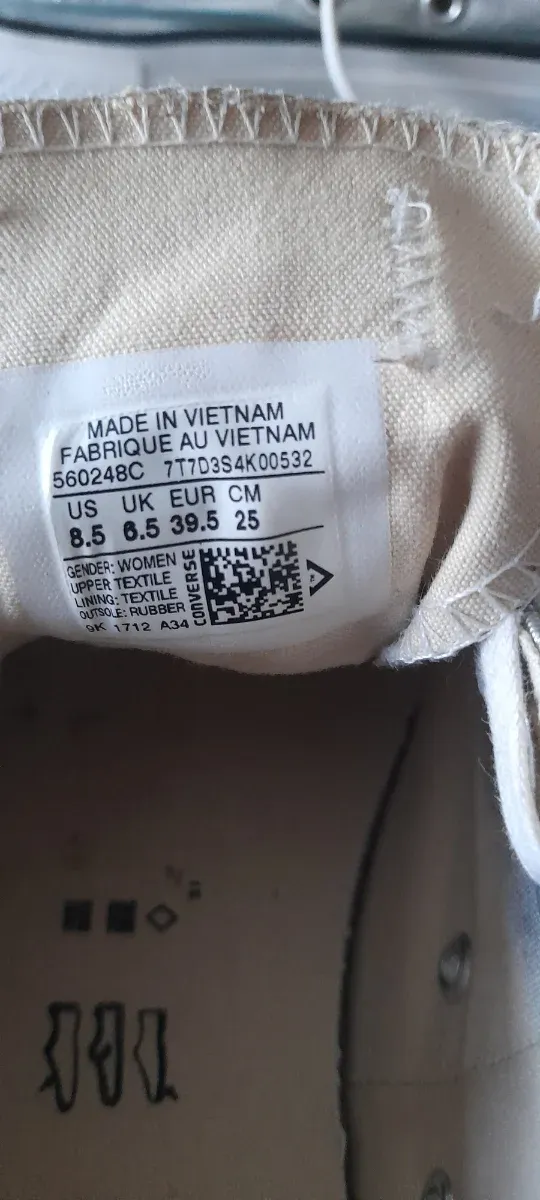 MADE IN VIETNAM
FABRIQUE AU VIETNAM
560248C 7T7D3S4K00532
US UK EUR CM
8.5 6.5 39.5 25
GENDER: WOMEN
UPPER: TEXTILE
LINING: TEXTILE
OUTSOLE: RUBBER
9K 1712 A34
CONVERSE